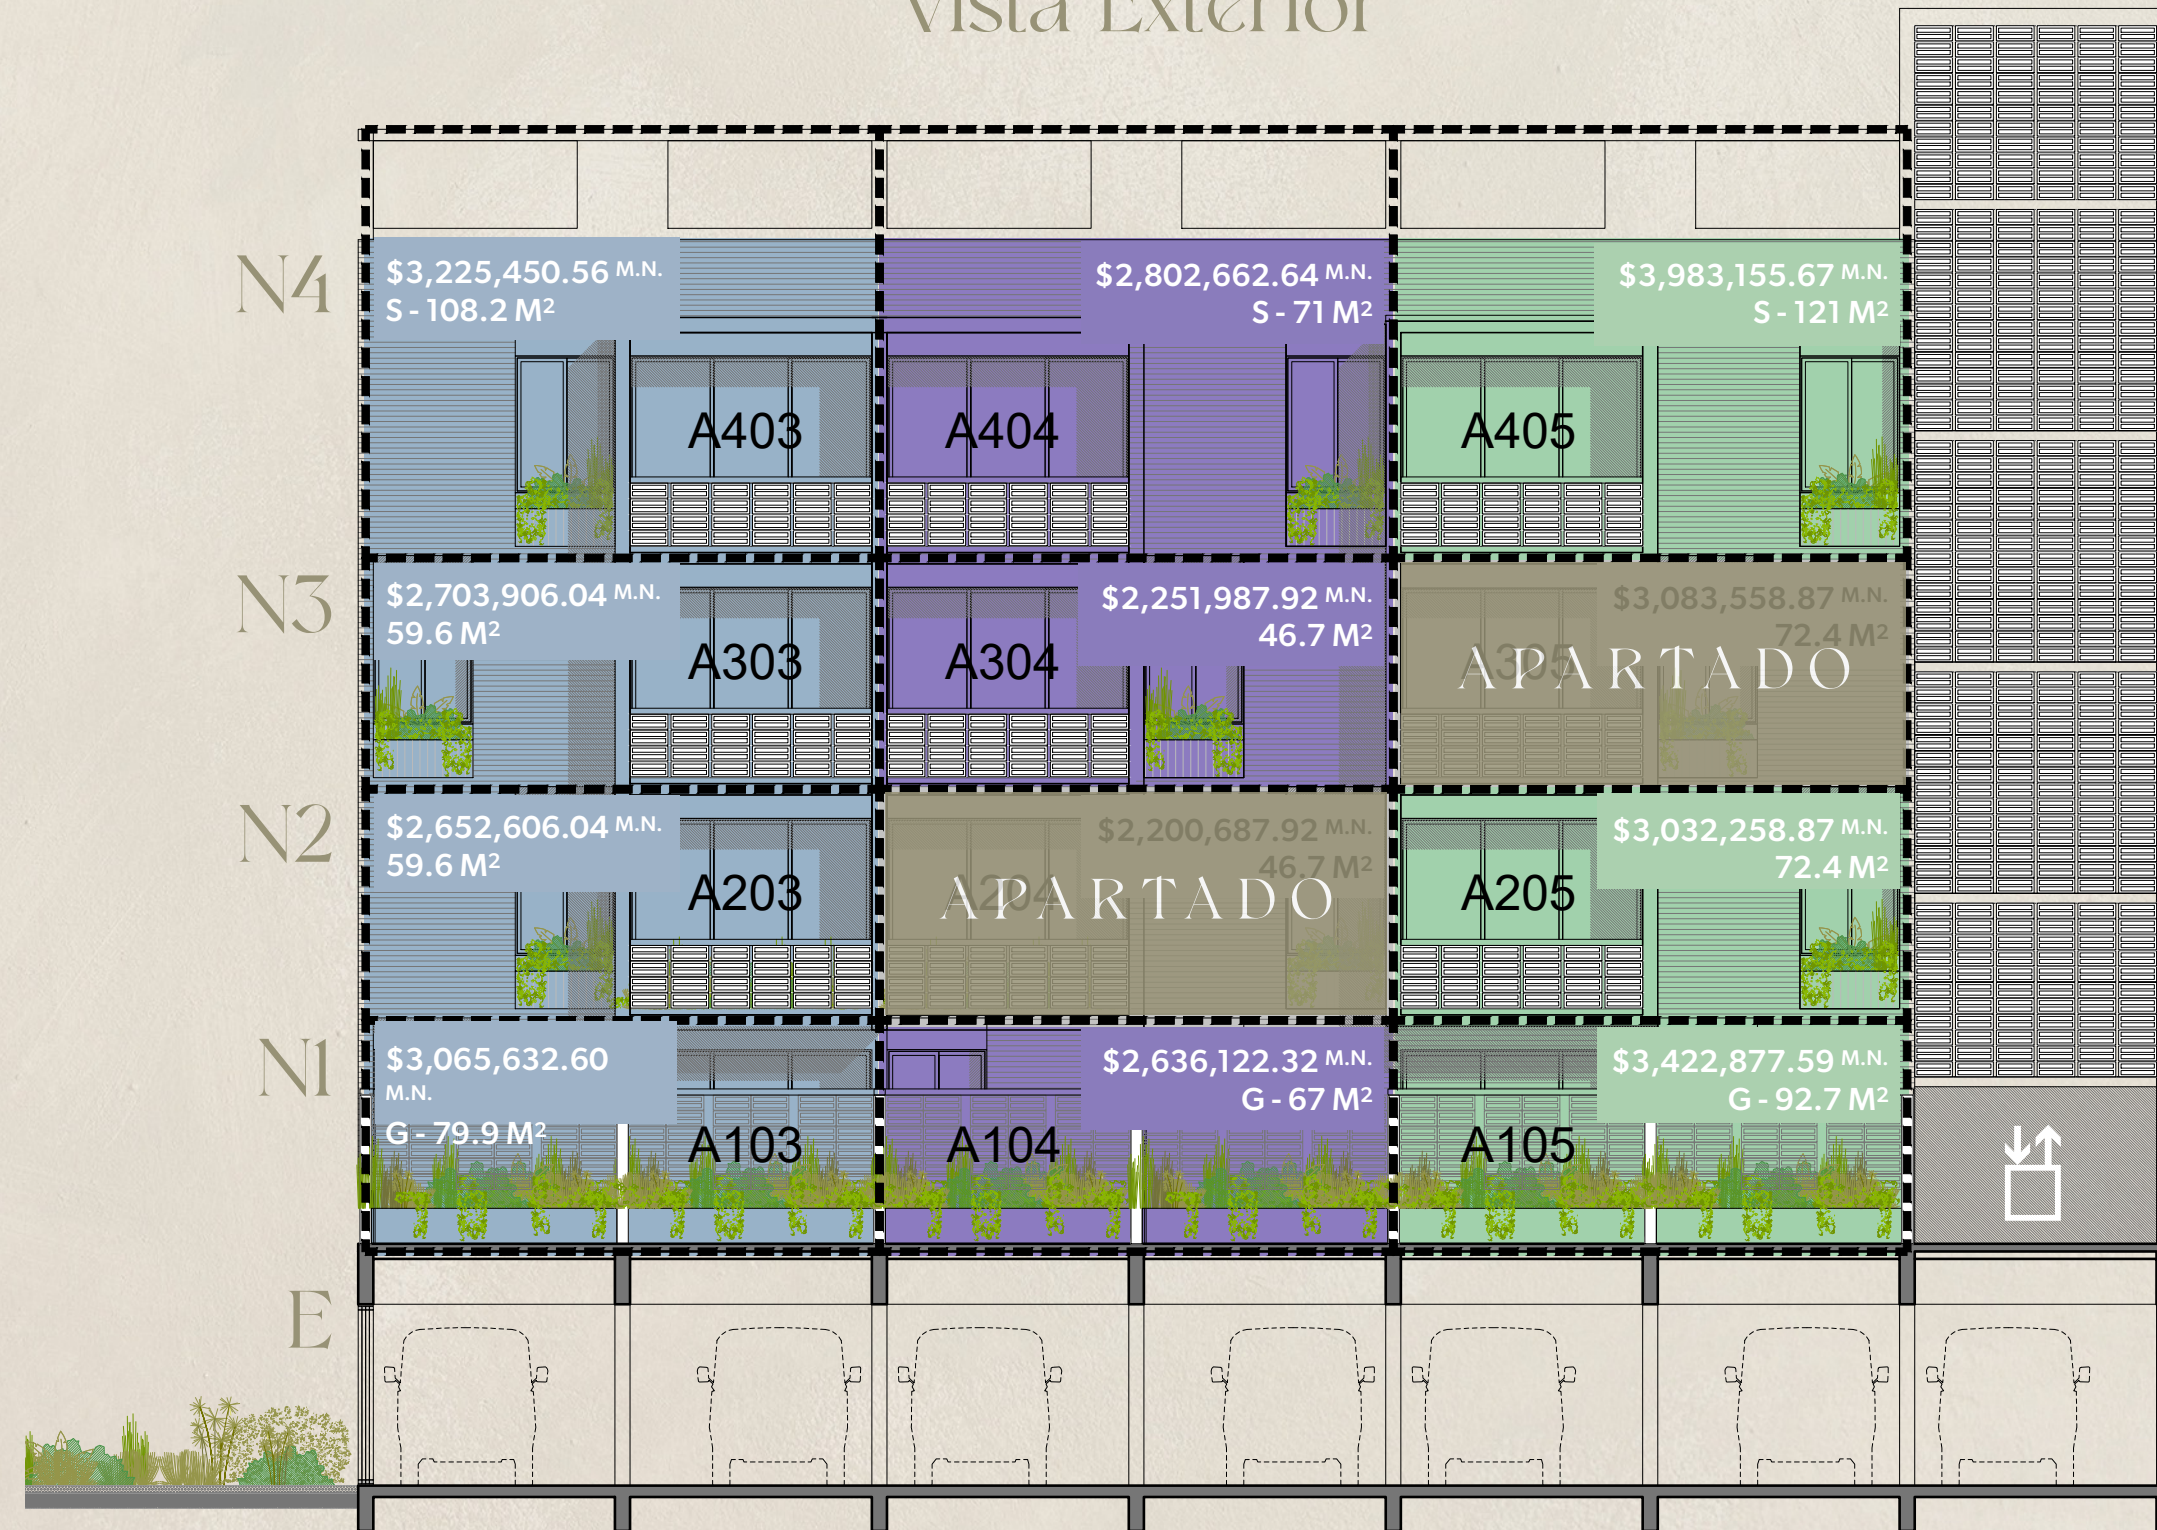 Vista Exterior
N4
$3,225,450.56 M.N.
S - 108.2 M²
A403
$2,802,662.64 M.N.
S - 71 M²
A404
$3,983,155.67 M.N.
S - 121 M²
A405
N3
$2,703,906.04 M.N.
59.6 M²
A303
$2,251,987.92 M.N.
46.7 M²
A304
$3,083,558.87 M.N.
72.4 M²
A305
APARTADO
N2
$2,652,606.04 M.N.
59.6 M²
A203
$2,200,687.92 M.N.
46.7 M²
A204
APARTADO
$3,032,258.87 M.N.
72.4 M²
A205
N1
$3,065,632.60
M.N.
G - 79.9 M²
A103
$2,636,122.32 M.N.
G - 67 M²
A104
$3,422,877.59 M.N.
G - 92.7 M²
A105
E